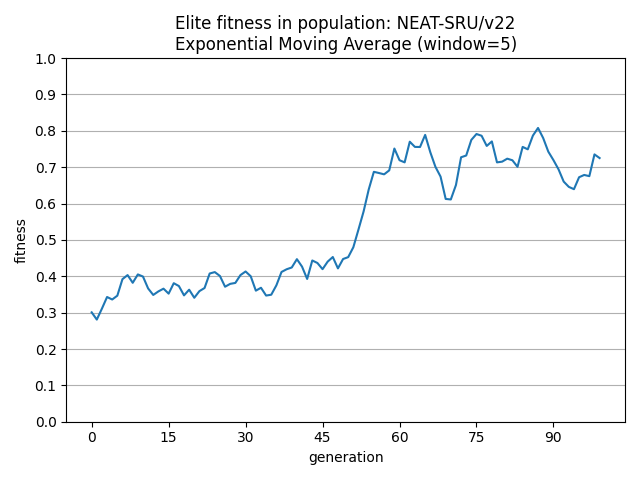 Elite fitness in population: NEAT-SRU/v22
Exponential Moving Average (window=5)
1.0
0.9
0.8
0.7
0.6
0.5
0.4
0.3
0.2
0.1
0.0
fitness
0 15 30 45 60 75 90
generation